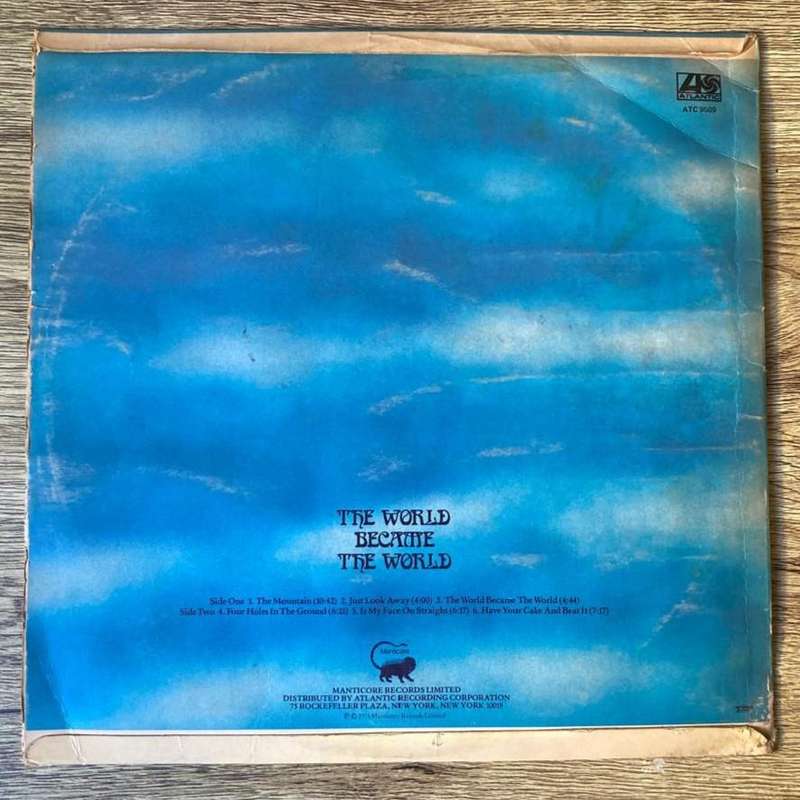 ATLANTIC
THE WORLD
BECAME
THE WORLD
Side One 1. The Mountain (10:42) 2. Just Look Away (4:00) 3. The World Became The World (4:44)
Side Two 4. Four Holes In The Ground (6:21) 5. Is My Face On Straight (6:37) 6. Have Your Cake And Beat It (7:17)
Manticore
MANTICORE RECORDS LIMITED
DISTRIBUTED BY ATLANTIC RECORDING CORPORATION
75 ROCKEFELLER PLAZA, NEW YORK, NEW YORK 10019
Manticore Records Limited